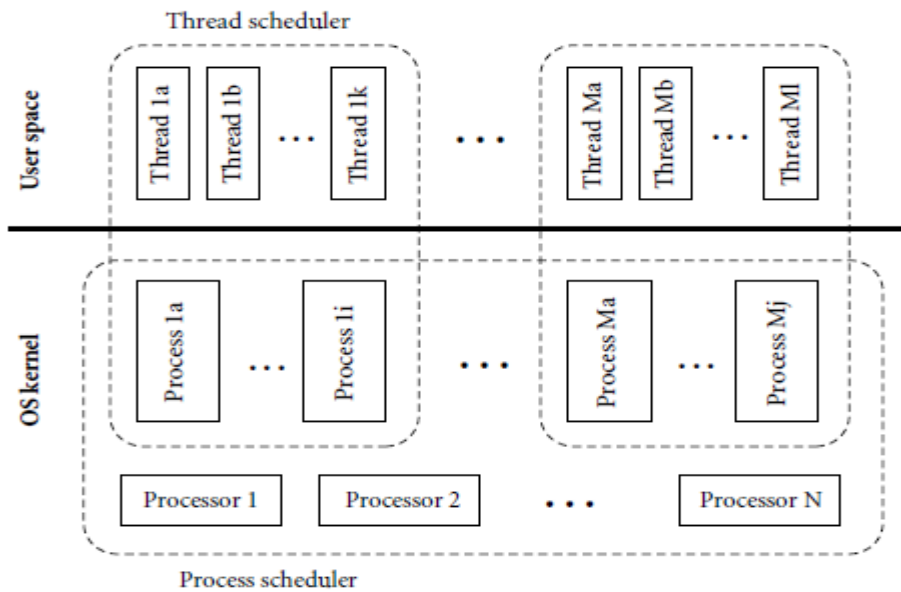 Thread scheduler
User space
Thread 1a
Thread 1b
...
Thread 1k
...
Thread Ma
Thread Mb
...
Thread Ml
OS kernel
Process 1a
...
Process 1i
...
Process Ma
...
Process Mj
Processor 1
Processor 2
...
Processor N
Process scheduler